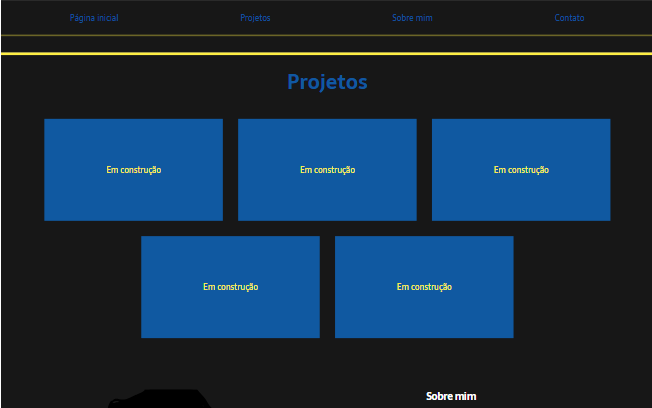 Página inicial Projetos Sobre mim Contato
Projetos
Em construção Em construção Em construção
Em construção Em construção
Sobre mim